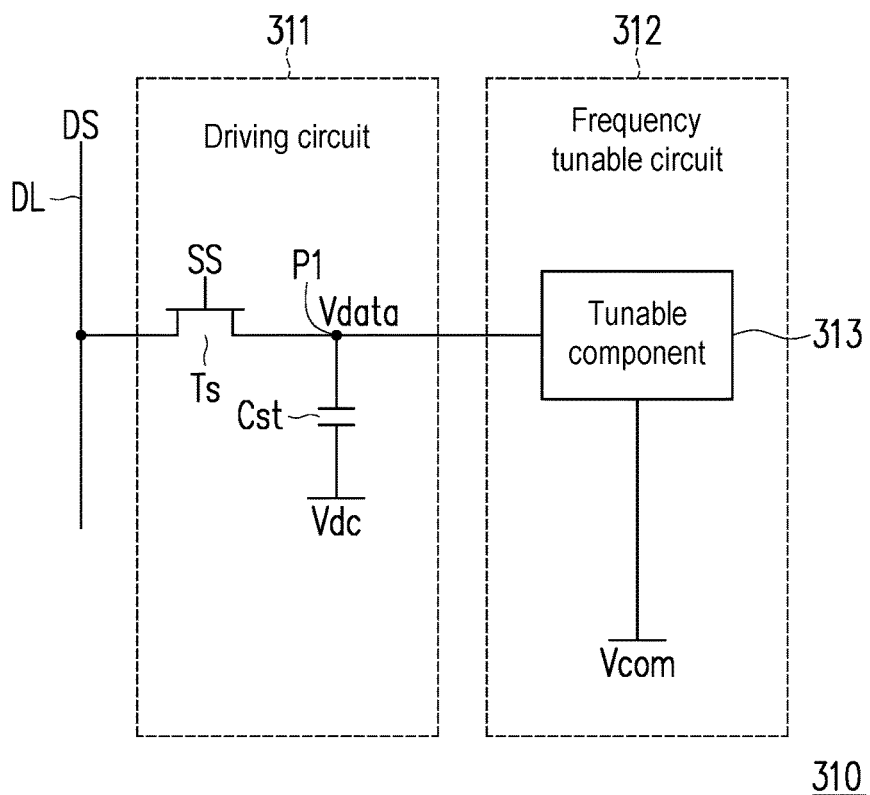 311
312
DS
Driving circuit
Frequency
tunable circuit
DL
SS
P1
Vdata
Tunable
component
313
Ts
Cst
Vdc
Vcom
310